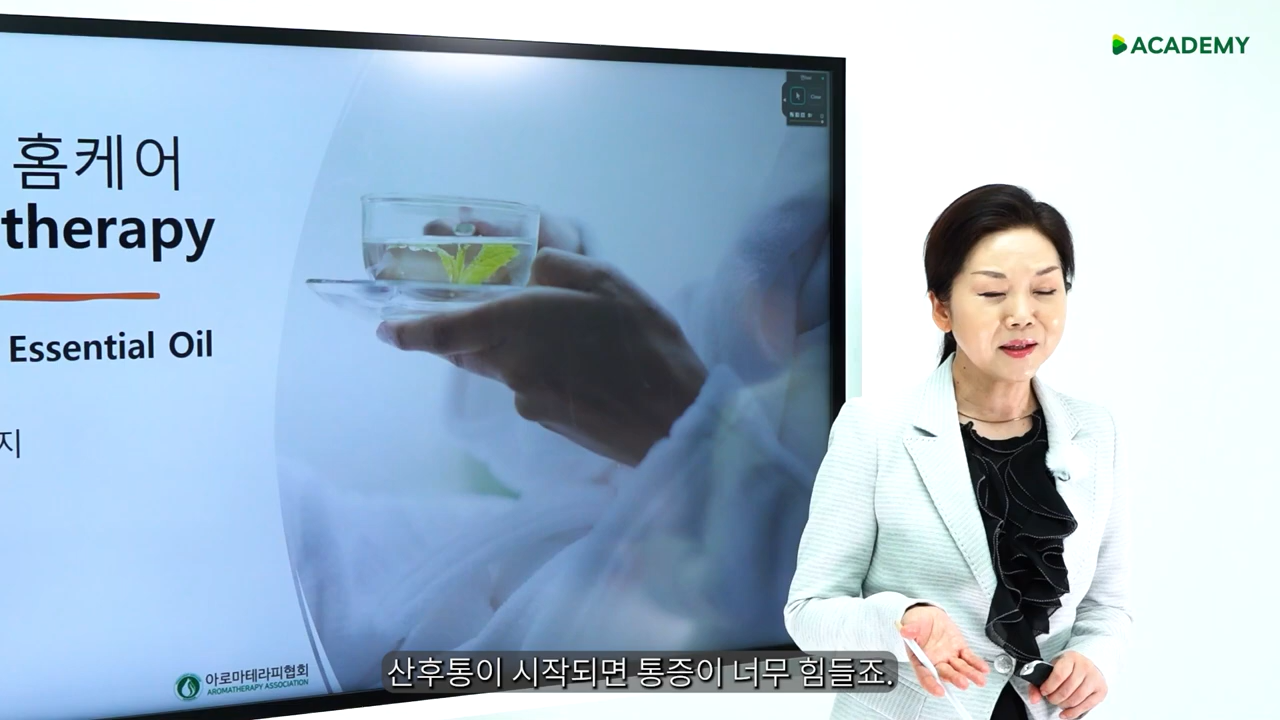 ACADEMY
홈케어
therapy
Essential Oil
지
아로마테라피협회
AROMATHERAPY ASSOCIATION
산후통이 시작되면 통증이 너무 힘들죠.